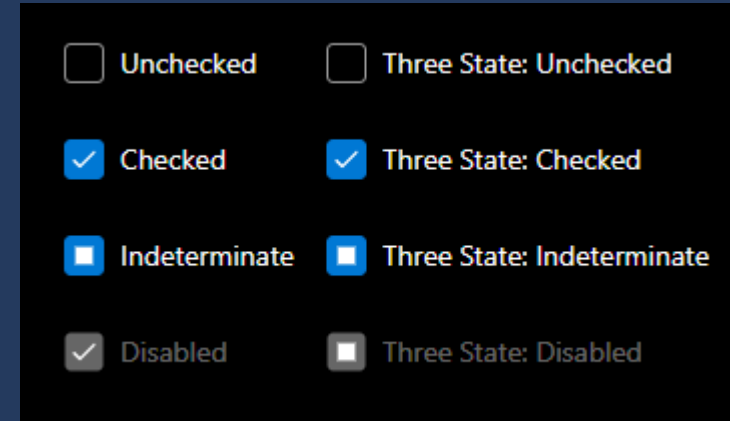 Unchecked
Three State: Unchecked
Checked
Three State: Checked
Indeterminate
Three State: Indeterminate
Disabled
Three State: Disabled